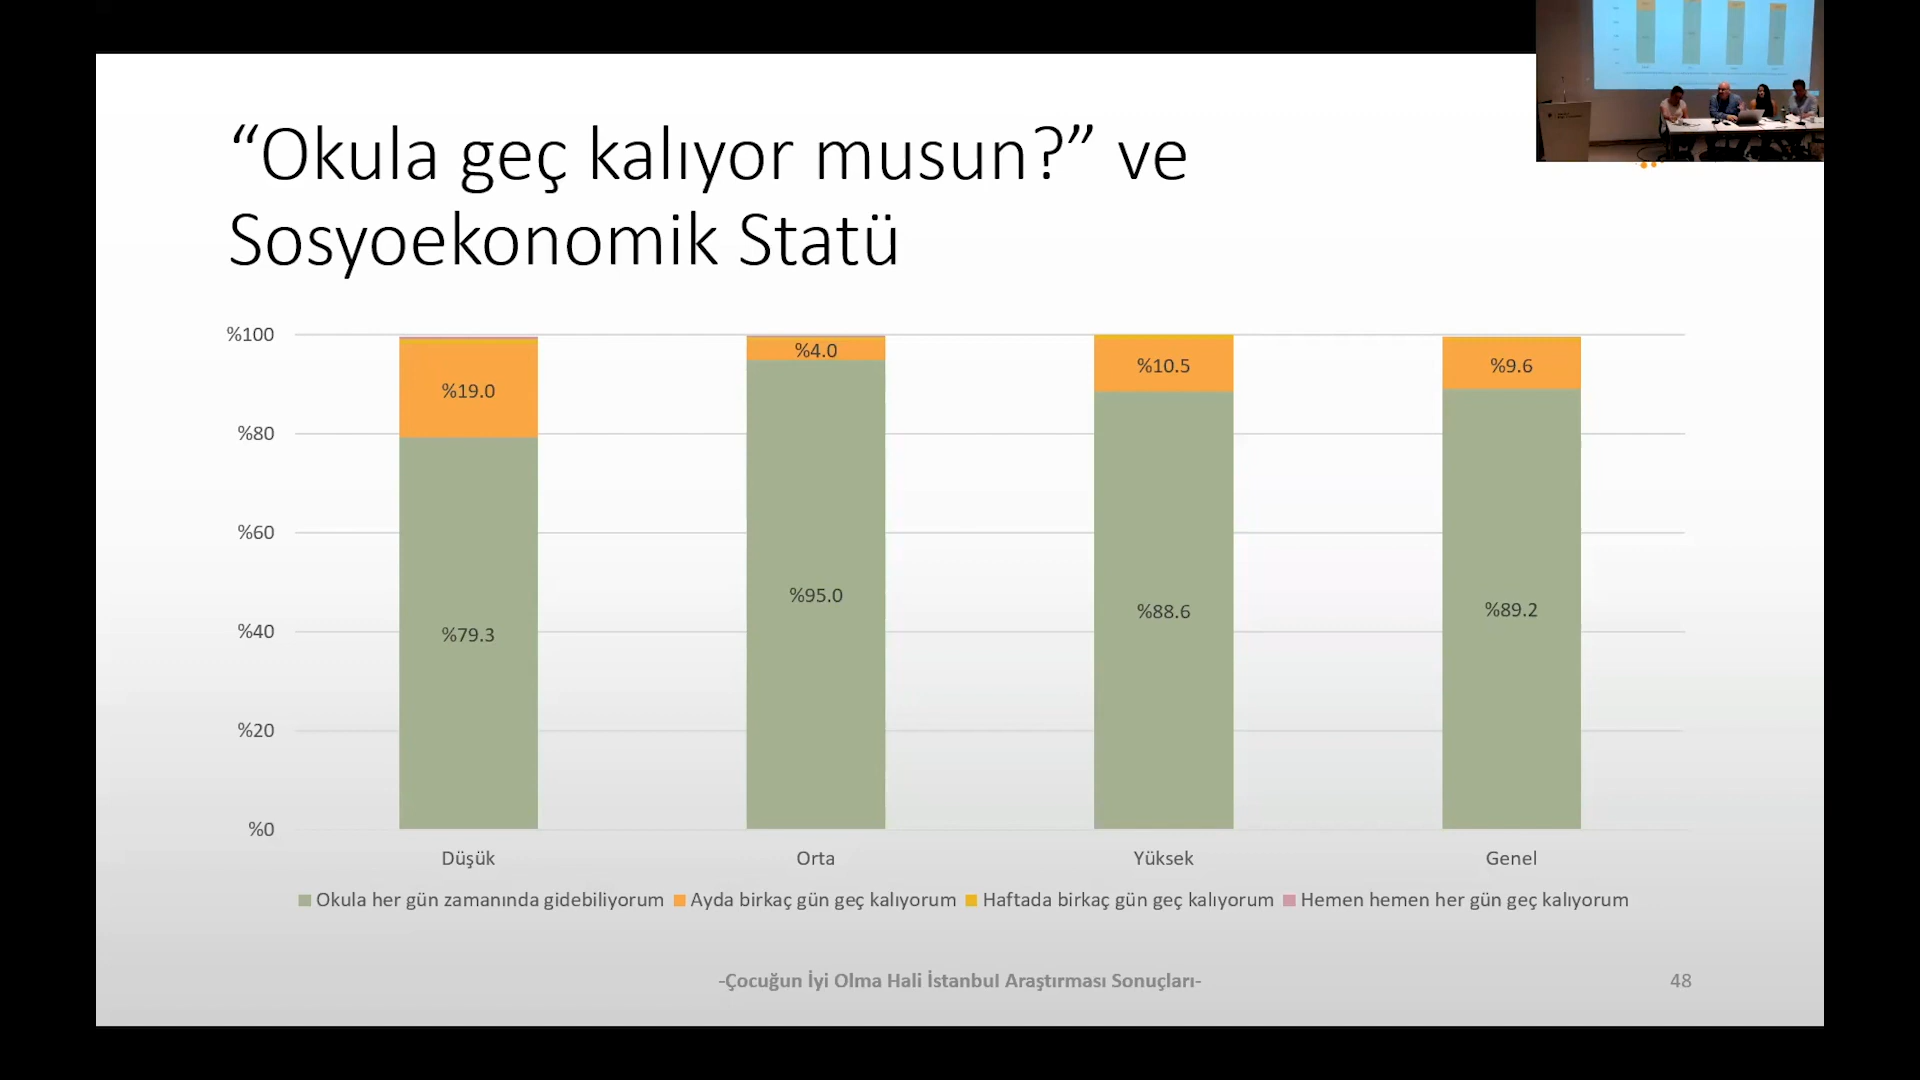 “Okula geç kalıyor musun?” ve
Sosyoekonomik Statü
%100
%80
%60
%40
%20
%0
%19.0
%79.3
%4.0
%95.0
%10.5
%88.6
%9.6
%89.2
Düşük
Orta
Yüksek
Genel
Okula her gün zamanında gidebiliyorum
Ayda birkaç gün geç kalıyorum
Haftada birkaç gün geç kalıyorum
Hemen hemen her gün geç kalıyorum
-Çocuğun İyi Olma Hali İstanbul Araştırması Sonuçları-
48